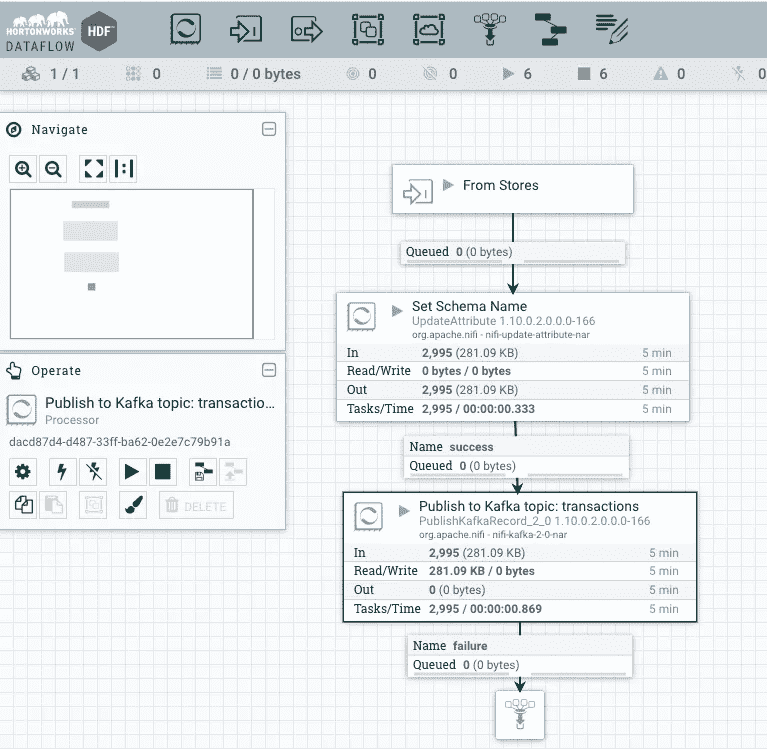 HORTONWORKS
DATAFLOW
HDF
1 / 1
0
0 / 0 bytes
0
0
6
6
0
0
Navigate
Operate
Publish to Kafka topic: transactio...
Processor
dacd87d4-d487-33ff-ba62-0e2e7c79b91a
DELETE
From Stores
Queued 0 (0 bytes)
Set Schema Name
UpdateAttribute 1.10.0.2.0.0.0-166
org.apache.nifi - nifi-update-attribute-nar
In 2,995 (281.09 KB) 5 min
Read/Write 0 bytes / 0 bytes 5 min
Out 2,995 (281.09 KB) 5 min
Tasks/Time 2,995 / 00:00:00.333 5 min
Name success
Queued 0 (0 bytes)
Publish to Kafka topic: transactions
PublishKafkaRecord_2_0 1.10.0.2.0.0.0-166
org.apache.nifi - nifi-kafka-2-0-nar
In 2,995 (281.09 KB) 5 min
Read/Write 281.09 KB / 0 bytes 5 min
Out 0 (0 bytes) 5 min
Tasks/Time 2,995 / 00:00:00.869 5 min
Name failure
Queued 0 (0 bytes)